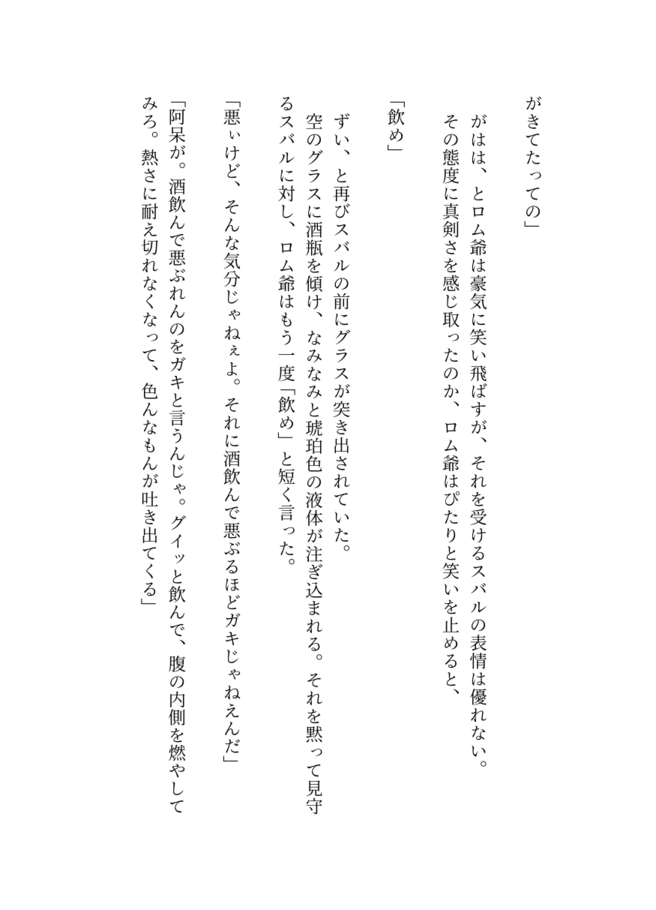 がきてたっての」
がはは、とロム爺は豪気に笑い飛ばすが、それを受けるスバルの表情は優れない。
その態度に真剣さを感じ取ったのか、ロム爺はぴたりと笑いを止めると、
「飲め」
ずい、と再びスバルの前にグラスが突き出されていた。
空のグラスに酒瓶を傾け、なみなみと琥珀色の液体が注ぎ込まれる。それを黙って見守
るスバルに対し、ロム爺はもう一度「飲め」と短く言った。
「悪ぃけど、そんな気分じゃねぇよ。それに酒飲んで悪ぶるほどガキじゃねえんだ」
「阿呆が。酒飲んで悪ぶれんのをガキと言うんじゃ。グイッと飲んで、腹の内側を燃やして
みろ。熱さに耐え切れなくなって、色んなもんが吐き出てくる」